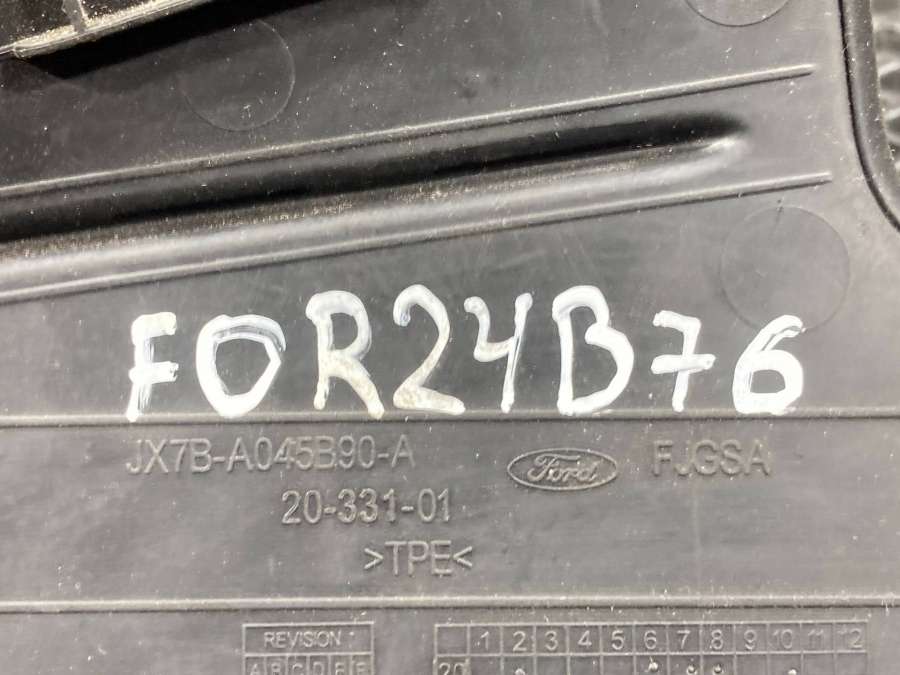 FOR24B76
JX7B-A045B90-A Ford FJGSA
20-331-01
>TPE<
REVISION 1 2 3 4 5 6 7 8 9 10 11 12
A B C D E F 20